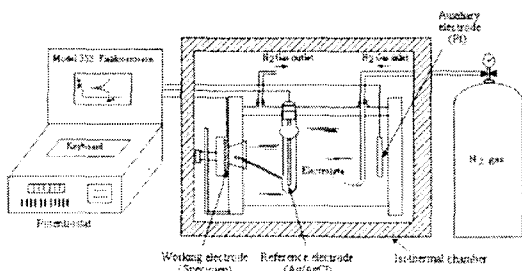 Auxiliary
electrode
(Pt)
N2 Gas outlet
N2 Gas inlet
Model 352
Keyboard
Electrolyte
N2 gas
Potentiostat
Working electrode
(Specimen)
Reference electrode
(Ag/AgCl)
Isothermal chamber